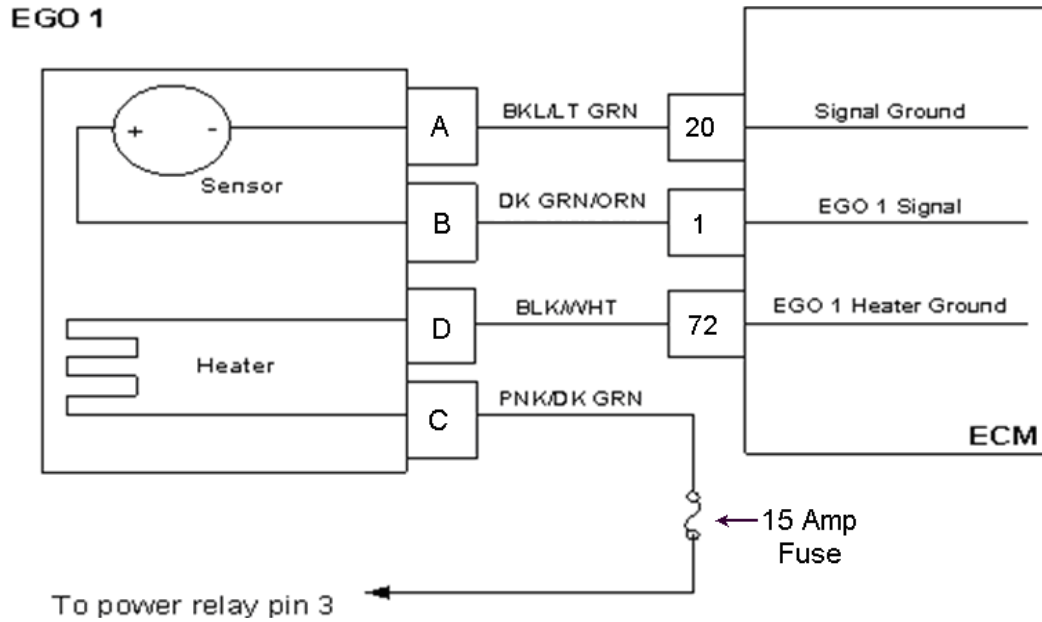 EGO 1
A
BKL/LT GRN
20
Signal Ground
+
-
Sensor
B
DK GRN/ORN
1
EGO 1 Signal
D
BLK/WHT
72
EGO 1 Heater Ground
Heater
C
PNK/DK GRN
ECM
15 Amp
Fuse
To power relay pin 3